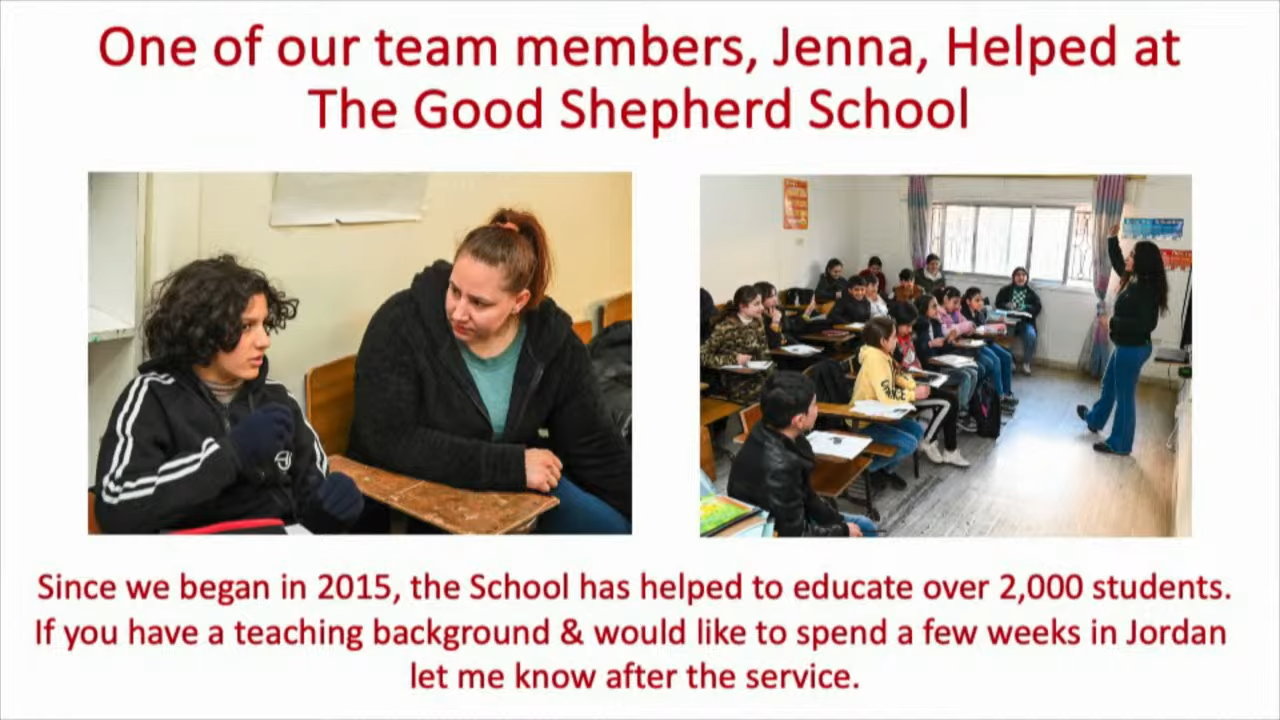 One of our team members, Jenna, Helped at
The Good Shepherd School
Since we began in 2015, the School has helped to educate over 2,000 students.
If you have a teaching background & would like to spend a few weeks in Jordan
let me know after the service.